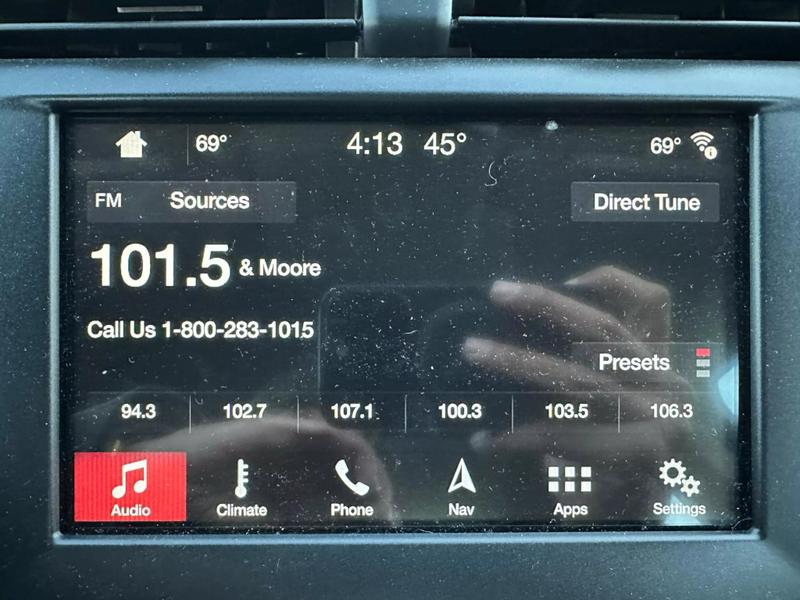 69° 4:13 45° 69°
FM Sources Direct Tune
101.5 & Moore
Call Us 1-800-283-1015
Presets
94.3 102.7 107.1 100.3 103.5 106.3
Audio Climate Phone Nav Apps Settings